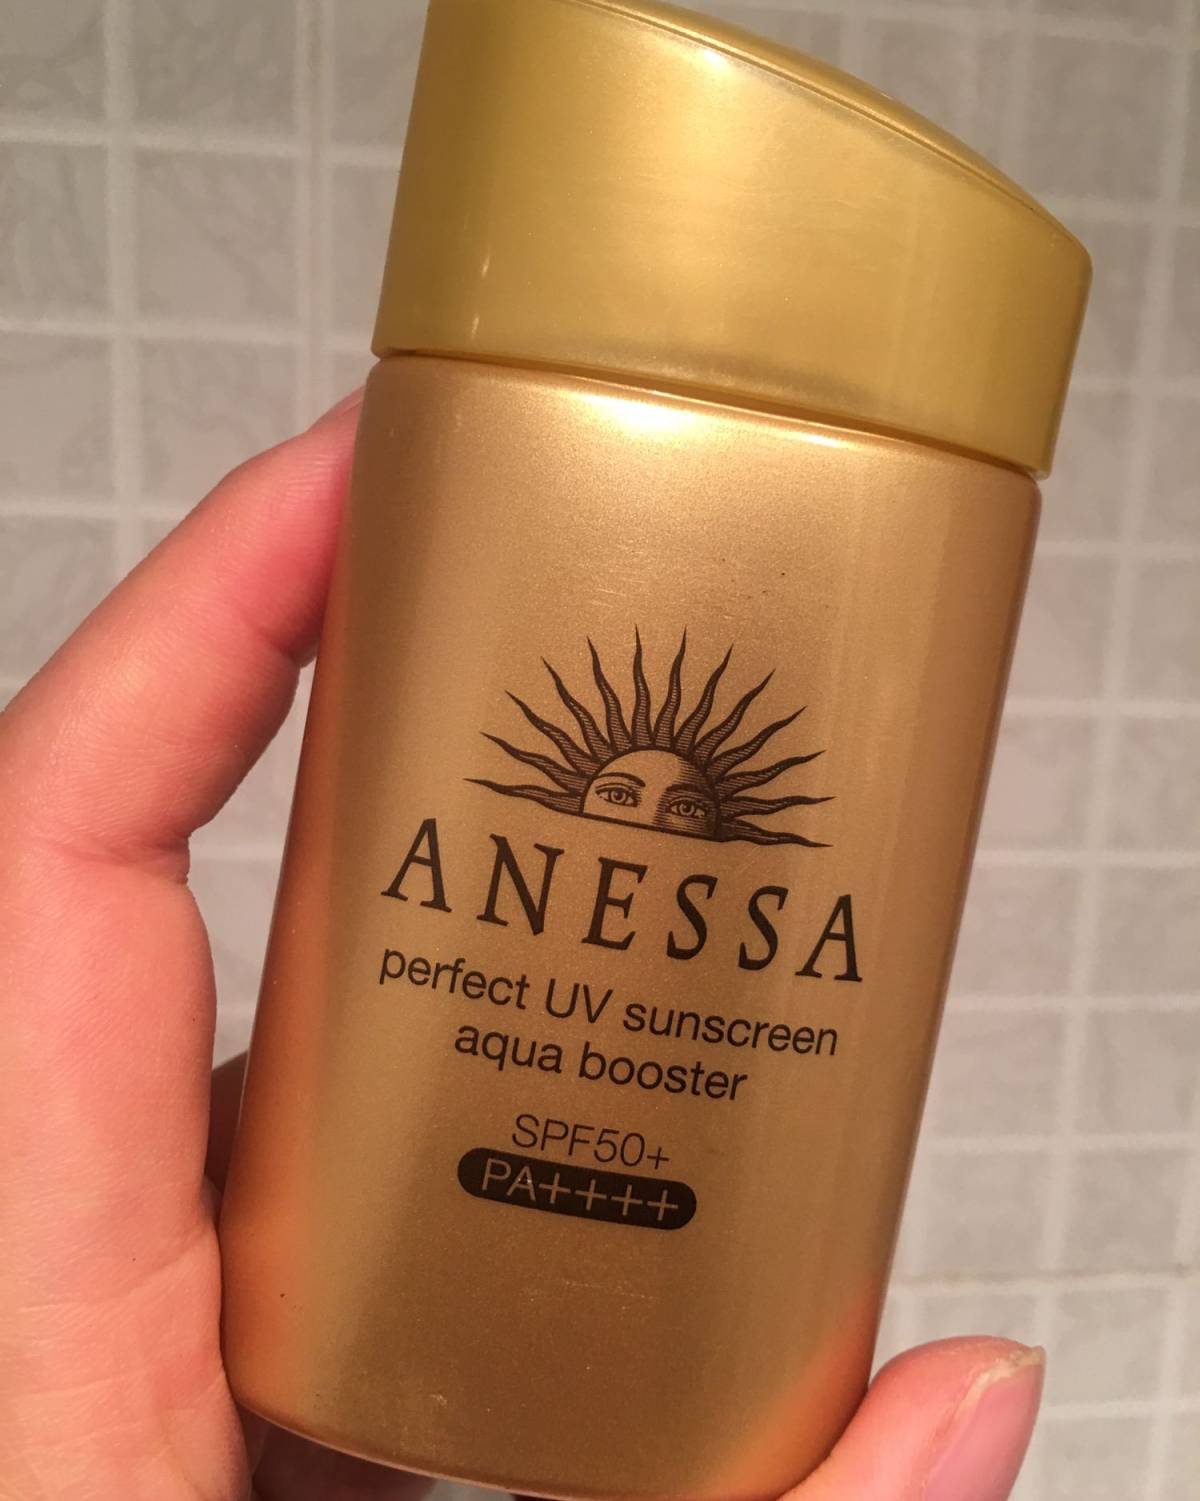 ANESSA
perfect UV sunscreen
aqua booster
SPF50+
PA++++